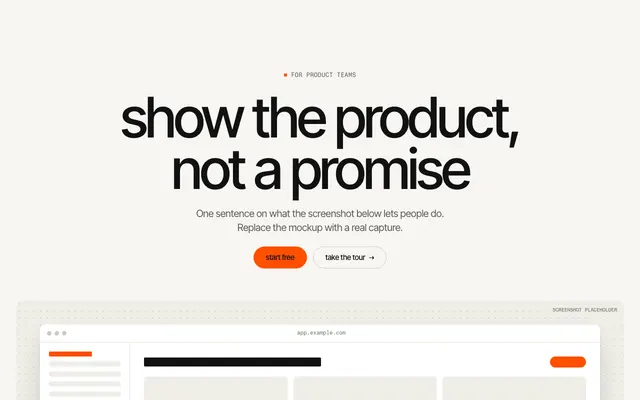 FOR PRODUCT TEAMS
show the product,
not a promise
One sentence on what the screenshot below lets people do.
Replace the mockup with a real capture.
start free
take the tour →
SCREENSHOT PLACEHOLDER
app.example.com